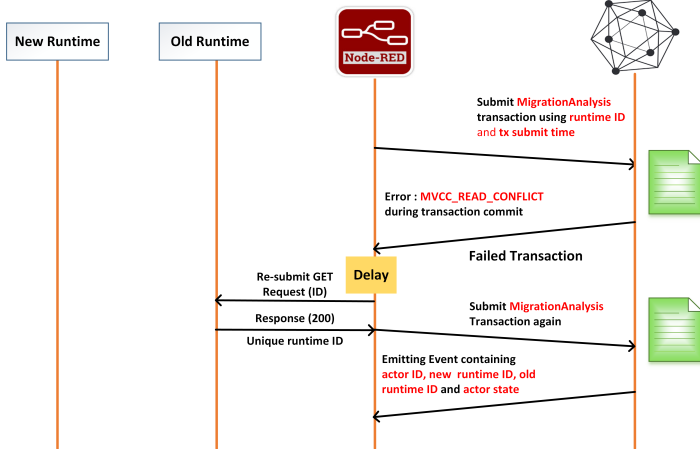 New Runtime
Old Runtime
Node-RED
Submit MigrationAnalysis
transaction using runtime ID
and tx submit time
Error : MVCC_READ_CONFLICT
during transaction commit
Failed Transaction
Delay
Re-submit GET
Request (ID)
Submit MigrationAnalysis
Transaction again
Response (200)
Unique runtime ID
Emitting Event containing
actor ID, new runtime ID, old
runtime ID and actor state